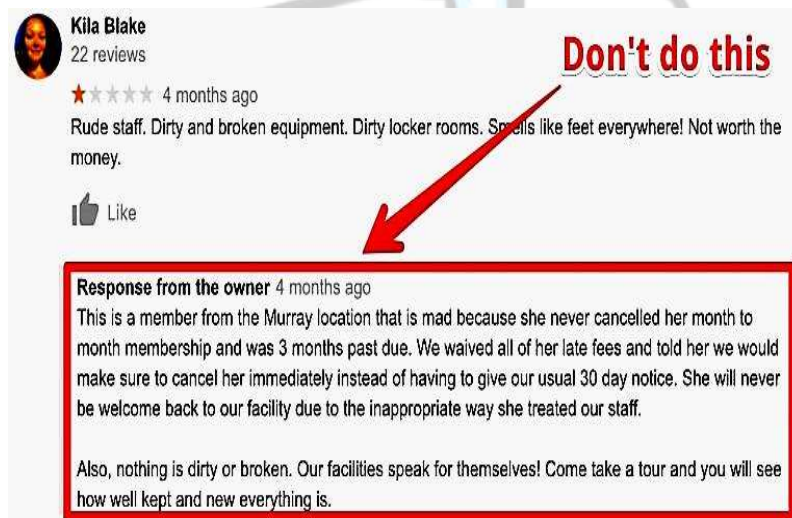 Kila Blake
22 reviews
Don't do this
4 months ago
Rude staff. Dirty and broken equipment. Dirty locker rooms. Smells like feet everywhere! Not worth the
money.
Like
Response from the owner 4 months ago
This is a member from the Murray location that is mad because she never cancelled her month to
month membership and was 3 months past due. We waived all of her late fees and told her we would
make sure to cancel her immediately instead of having to give our usual 30 day notice. She will never
be welcome back to our facility due to the inappropriate way she treated our staff.
Also, nothing is dirty or broken. Our facilities speak for themselves! Come take a tour and you will see
how well kept and new everything is.